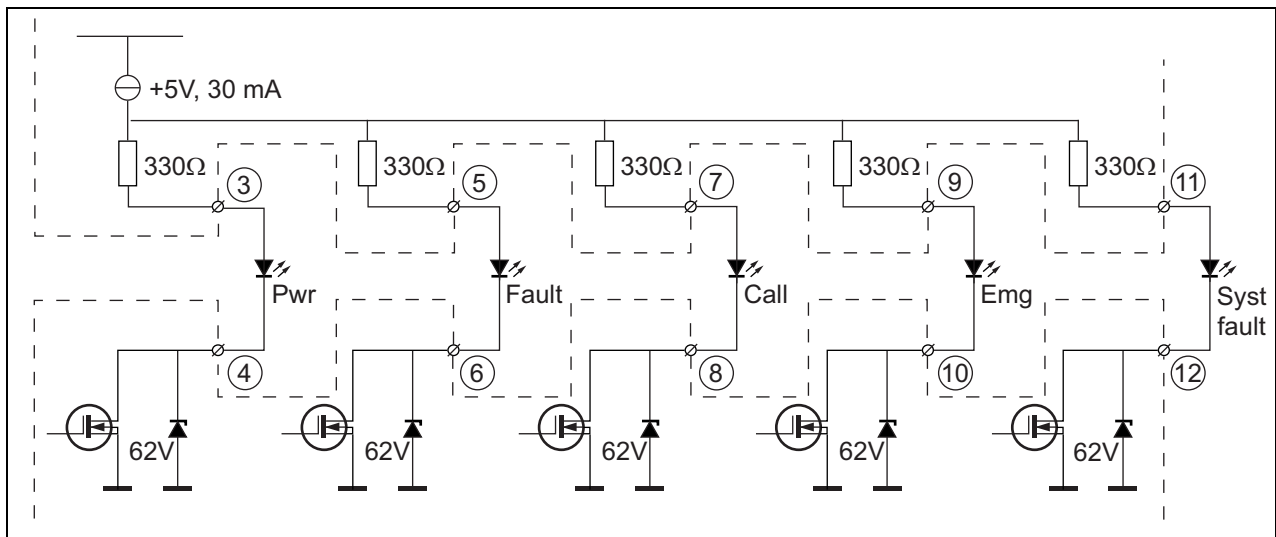 +5V, 30 mA
330Ω 330Ω 330Ω 330Ω 330Ω
3 5 7 9 11
Pwr Fault Call Emg Syst
fault
4 6 8 10 12
62V 62V 62V 62V 62V